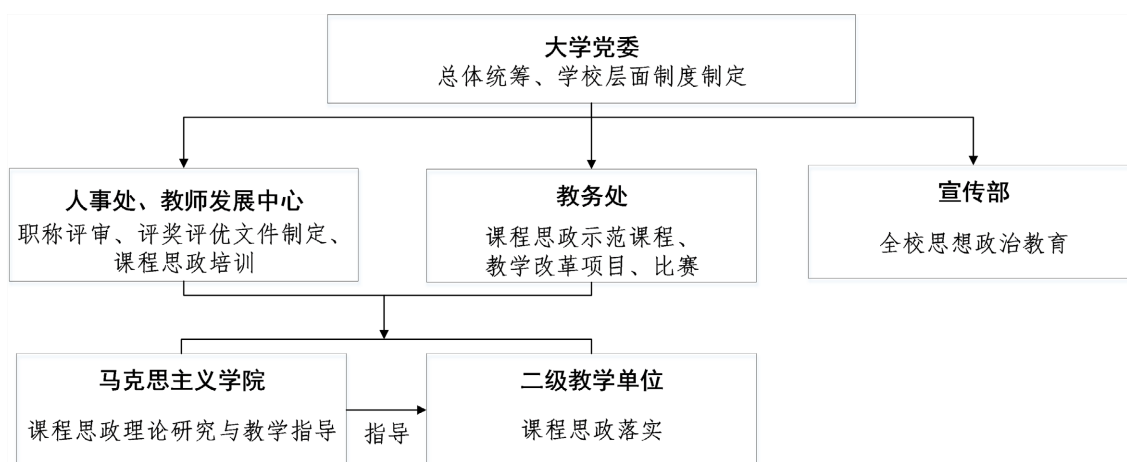 大学党委
总体统筹、学校层面制度制定
人事处、教师发展中心
职称评审、评奖评优文件制定、
课程思政培训
教务处
课程思政示范课程、
教学改革项目、比赛
宣传部
全校思想政治教育
马克思主义学院
课程思政理论研究与教学指导
指导
二级教学单位
课程思政落实